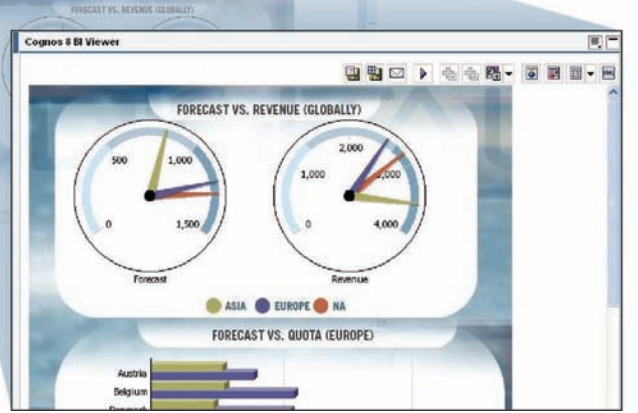 FORECAST VS. REVENUE (GLOBALLY)
Cognos 8 BI Viewer
FORECAST VS. REVENUE (GLOBALLY)
500
1,000
0
1,500
Forecast
2,000
1,000
3,000
0
4,000
Revenue
ASIA
EUROPE
NA
FORECAST VS. QUOTA (EUROPE)
Austria
Belgium
Denmark